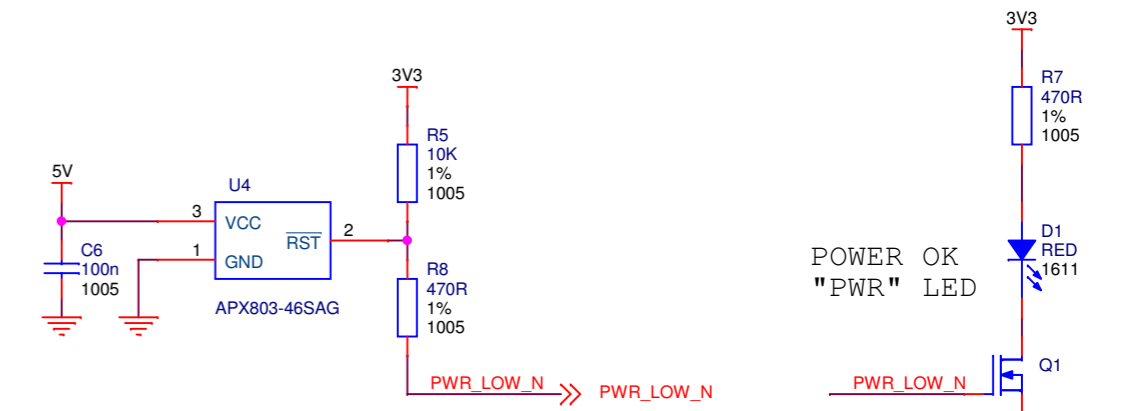 3V3
R7
470R
1%
1005
3V3
R5
10K
1%
1005
5V
U4
3
VCC
2
RST
1
GND
C6
100n
1005
APX803-46SAG
R8
470R
1%
1005
D1
RED
1611
POWER OK
"PWR" LED
PWR_LOW_N
PWR_LOW_N
PWR_LOW_N
Q1